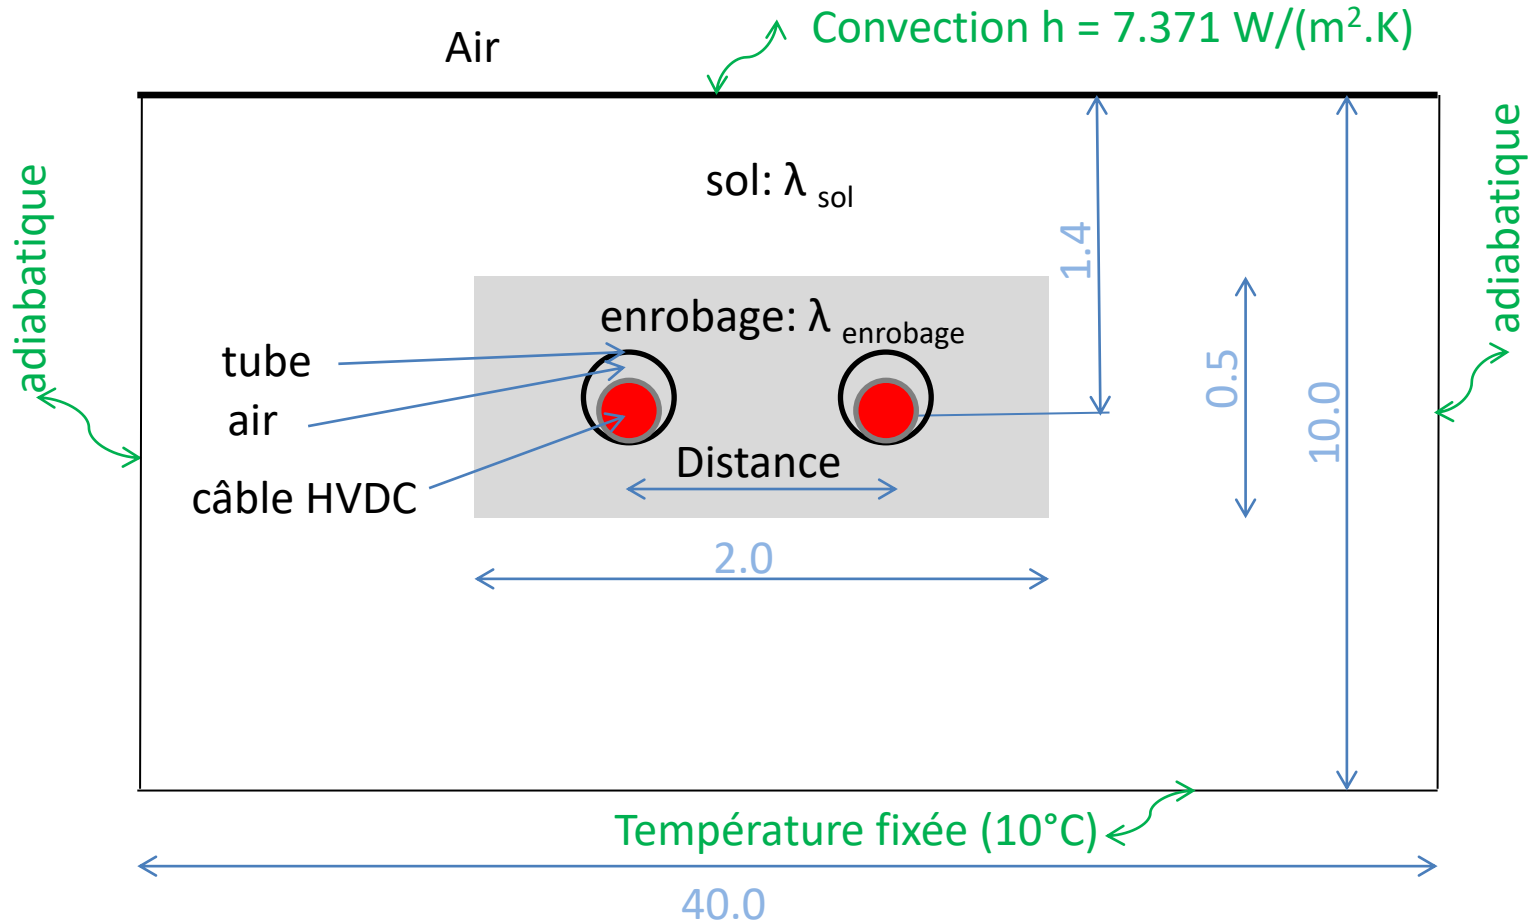 Convection h = 7.371 W/(m².K)
Air
adiabatique
adiabatique
sol: λ sol
1.4
enrobage: λ enrobage
tube
air
0.5
10.0
Distance
câble HVDC
2.0
Température fixée (10°C)
40.0